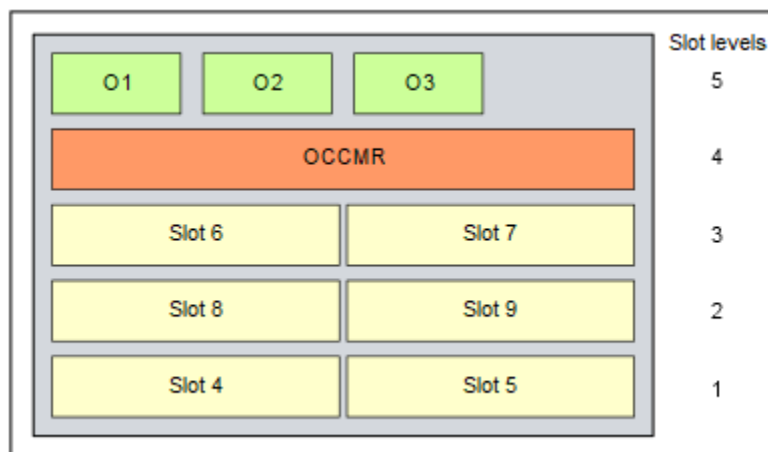 Slot levels
O1 O2 O3 5
OCCMR 4
Slot 6 Slot 7 3
Slot 8 Slot 9 2
Slot 4 Slot 5 1